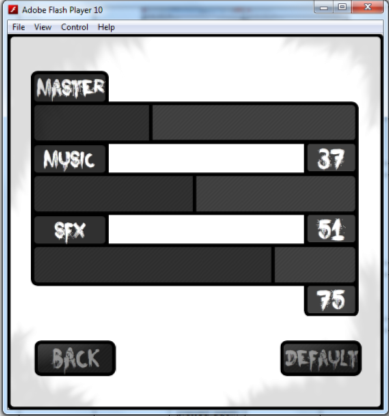 Adobe Flash Player 10
File View Control Help
MASTER
MUSIC 37
SFX 51
75
BACK DEFAULT